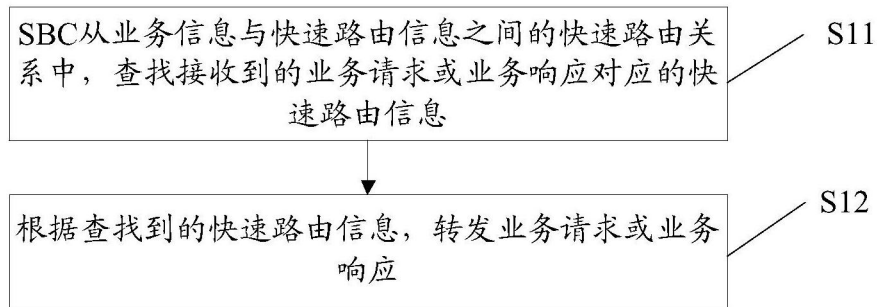 SBC从业务信息与快速路由信息之间的快速路由关
系中，查找接收到的业务请求或业务响应对应的快
速路由信息
S11
根据查找到的快速路由信息，转发业务请求或业务
响应
S12